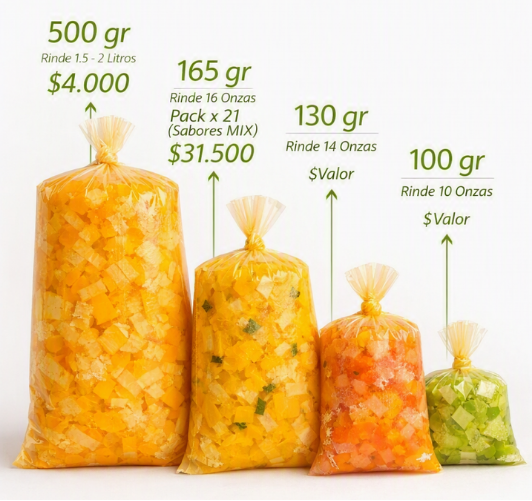 500 gr
Rinde 1.5 - 2 Litros
$4.000
165 gr
Rinde 16 Onzas
Pack x 21
(Sabores MIX)
$31.500
130 gr
Rinde 14 Onzas
$Valor
100 gr
Rinde 10 Onzas
$Valor